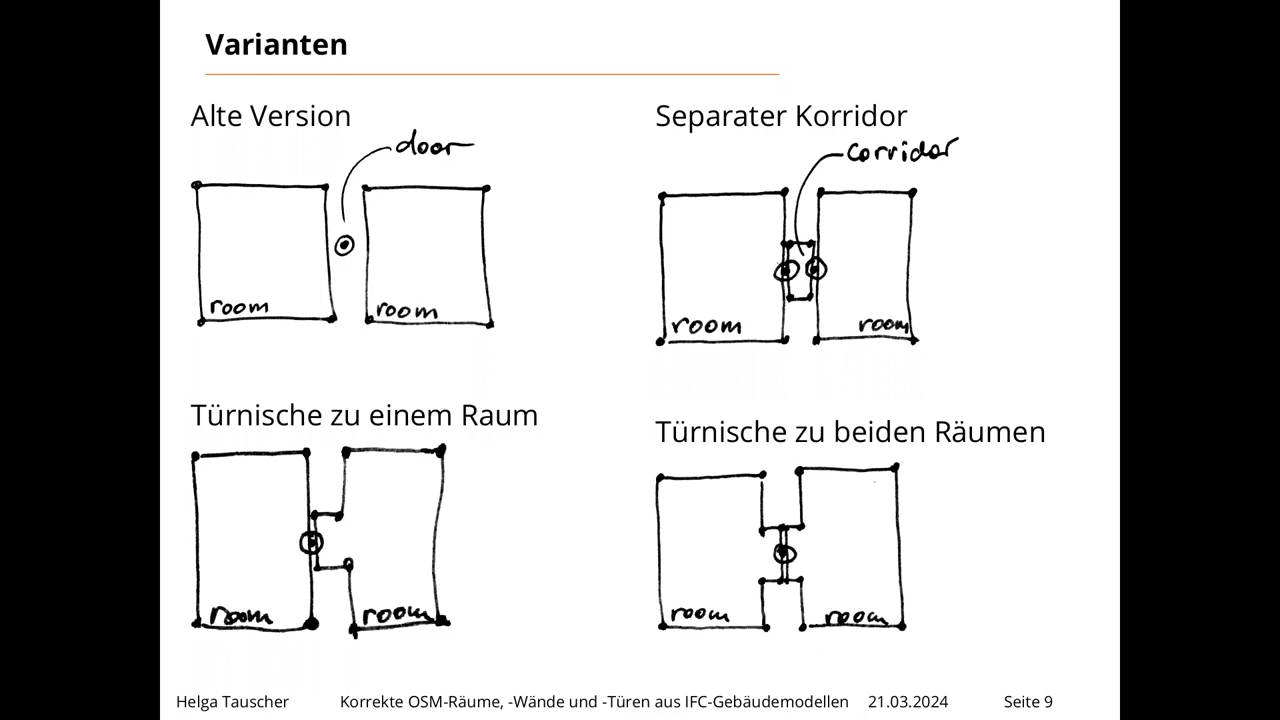 Varianten
Alte Version
door
room
room
Separater Korridor
corridor
room
room
Türnische zu einem Raum
room
room
Türnische zu beiden Räumen
room
room
Helga Tauscher Korrekte OSM-Räume, -Wände und -Türen aus IFC-Gebäudemodellen 21.03.2024 Seite 9